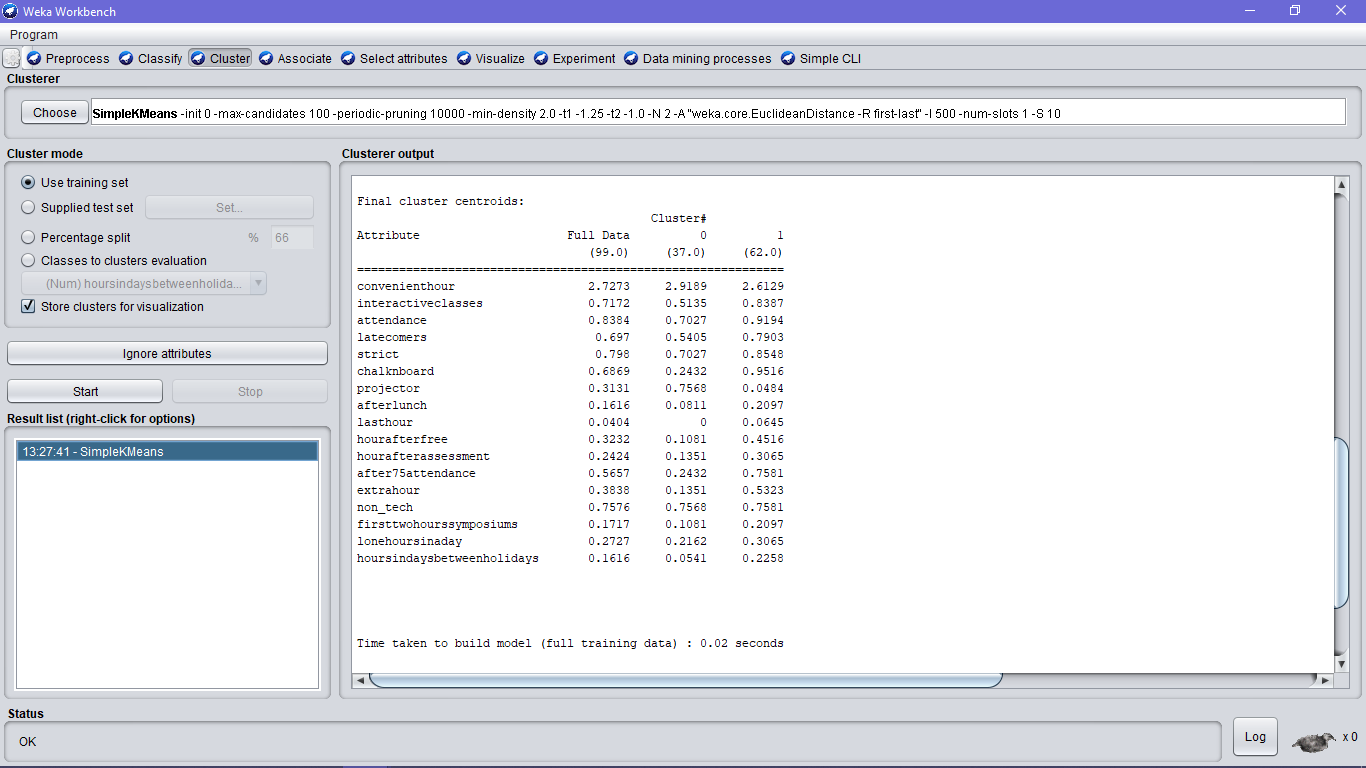 Weka Workbench
Program
Preprocess Classify Cluster Associate Select attributes Visualize Experiment Data mining processes Simple CLI
Clusterer
Choose SimpleKMeans -init 0 -max-candidates 100 -periodic-pruning 10000 -min-density 2.0 -t1 -1.25 -t2 -1.0 -N 2 -A "weka.core.EuclideanDistance -R first-last" -I 500 -num-slots 1 -S 10
Cluster mode
Use training set
Supplied test set Set...
Percentage split % 66
Classes to clusters evaluation
(Num) hoursindaysbetweenholida...
Store clusters for visualization
Ignore attributes
Start Stop
Result list (right-click for options)
13:27:41 - SimpleKMeans
Clusterer output
Final cluster centroids:
Cluster#
Attribute Full Data 0 1
(99.0) (37.0) (62.0)
=============================================================
convenienthour 2.7273 2.9189 2.6129
interactiveclasses 0.7172 0.5135 0.8387
attendance 0.8384 0.7027 0.9194
latecomers 0.697 0.5405 0.7903
strict 0.798 0.7027 0.8548
chalknboard 0.6869 0.2432 0.9516
projector 0.3131 0.7568 0.0484
afterlunch 0.1616 0.0811 0.2097
lasthour 0.0404 0 0.0645
hourafterfree 0.3232 0.1081 0.4516
hourafterassessment 0.2424 0.1351 0.3065
after75attendance 0.5657 0.2432 0.7581
extrahour 0.3838 0.1351 0.5323
non_tech 0.7576 0.7568 0.7581
firsttwohourssymposiums 0.1717 0.1081 0.2097
lonehoursinaday 0.2727 0.2162 0.3065
hoursindaysbetweenholidays 0.1616 0.0541 0.2258
Time taken to build model (full training data) : 0.02 seconds
Status
OK
Log x 0